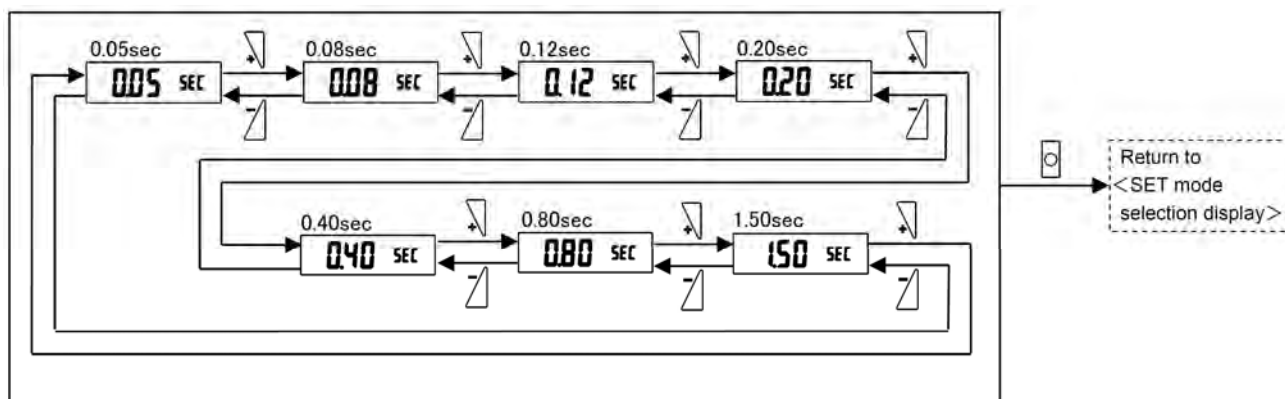 0.05sec 0.08sec 0.12sec 0.20sec
0.05 SEC 0.08 SEC 0.12 SEC 0.20 SEC
+ + + +
- - - -
0.40sec 0.80sec 1.50sec
0.40 SEC 0.80 SEC 1.50 SEC
+ + +
- - -
Return to
<SET mode
selection display>